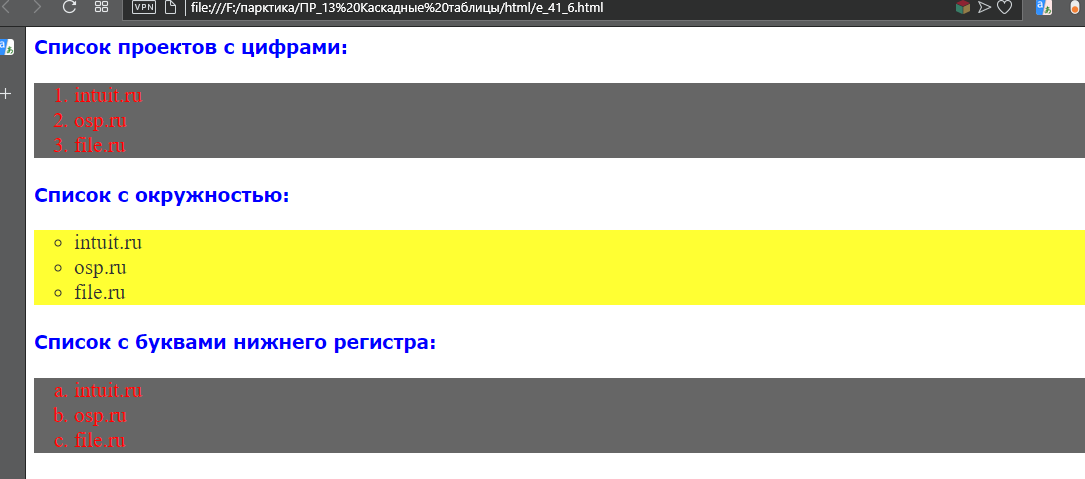 VPN
file:///F:/парктика/ПР_13%20Каскадные%20таблицы/html/e_41_6.html
Список проектов с цифрами:
1. intuit.ru
2. osp.ru
3. file.ru
Список с окружностью:
intuit.ru
osp.ru
file.ru
Список с буквами нижнего регистра:
a. intuit.ru
b. osp.ru
c. file.ru